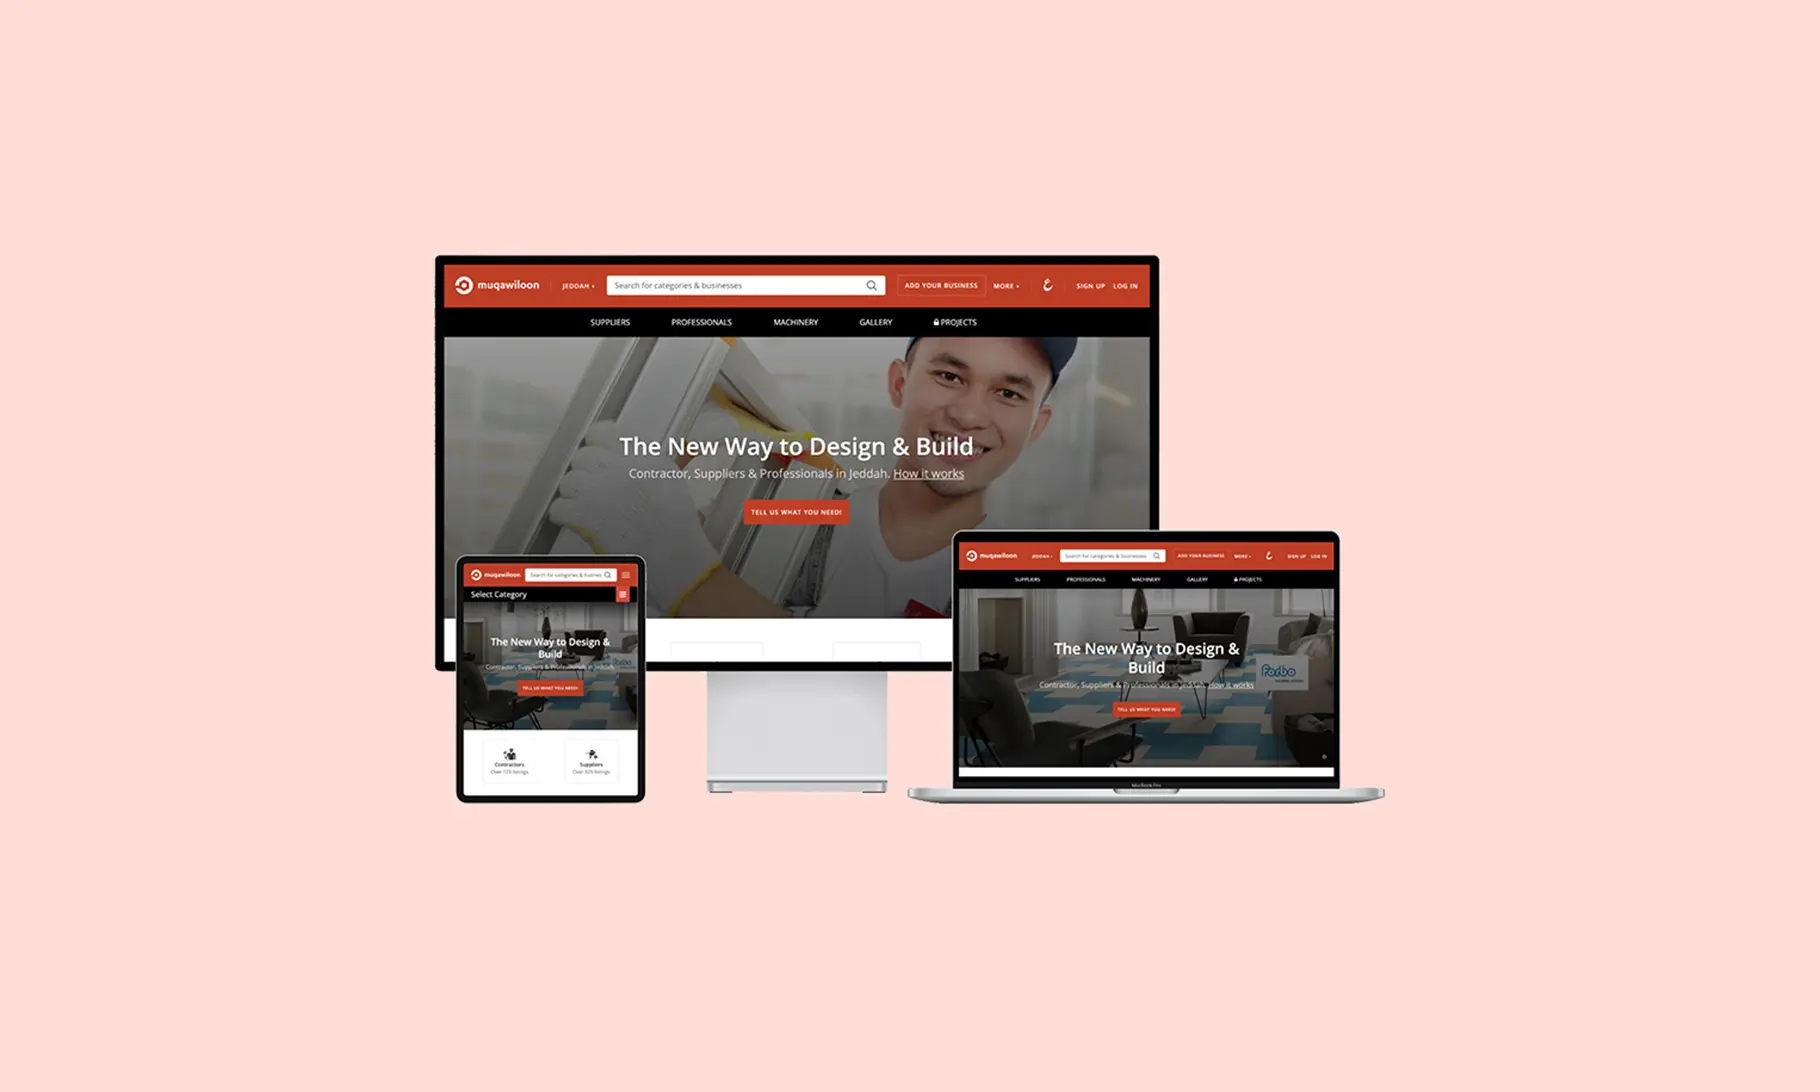 muqawiloon
JEDDAH
Search for categories & businesses
ADD YOUR BUSINESS
MORE
ع
SIGN UP
LOG IN
SUPPLIERS
PROFESSIONALS
MACHINERY
GALLERY
PROJECTS
The New Way to Design & Build
Contractor, Suppliers & Professionals in Jeddah. How it works
TELL US WHAT YOU NEED!
muqawiloon
Search for categories & busines
Select Category
The New Way to Design &
Build
Contractor, Suppliers & Professionals in Jeddah.
Forbo
TELL US WHAT YOU NEED!
Contractors
Over 125 listings
Suppliers
Over 525 listings
muqawiloon
JEDDAH
Search for categories & businesses
ADD YOUR BUSINESS
MORE
ع
SIGN UP
LOG IN
SUPPLIERS
PROFESSIONALS
MACHINERY
GALLERY
PROJECTS
The New Way to Design &
Build
Contractor, Suppliers & Professionals in Jeddah. How it works
Forbo
TELL US WHAT YOU NEED!
MacBook Pro